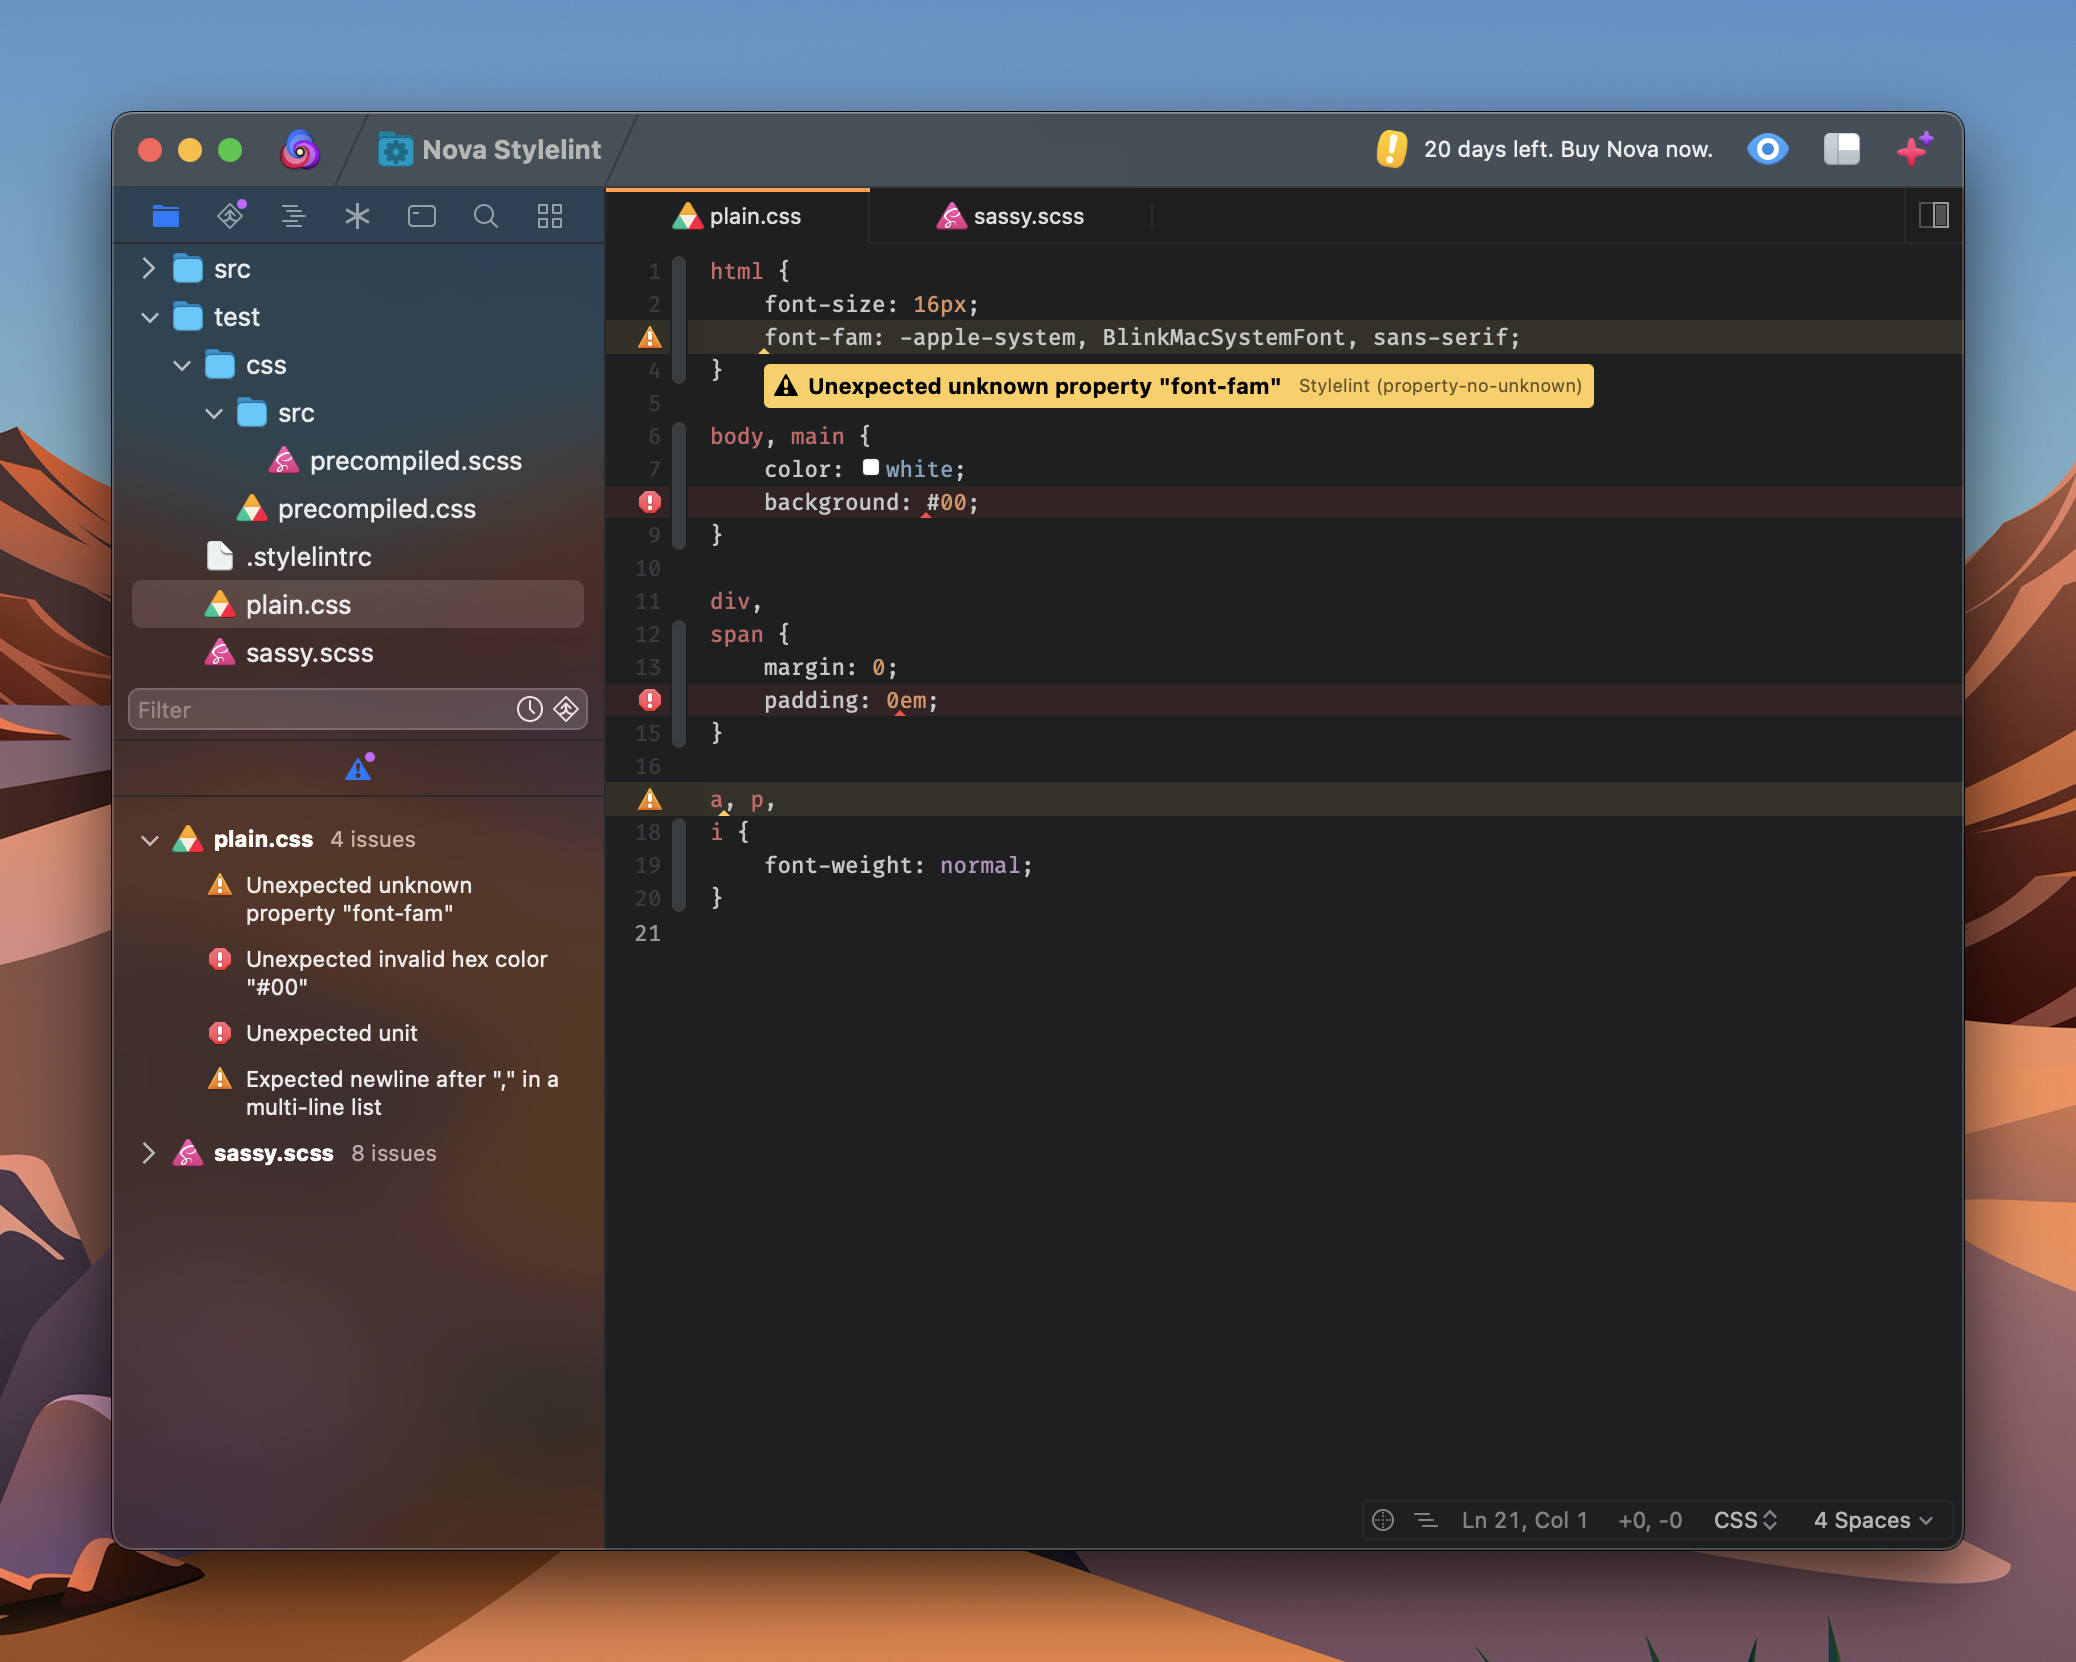 Nova Stylelint
20 days left. Buy Nova now.
plain.css
sassy.scss
src
test
css
src
precompiled.scss
precompiled.css
.stylelintrc
plain.css
sassy.scss
Filter
plain.css 4 issues
Unexpected unknown
property "font-fam"
Unexpected invalid hex color
"#00"
Unexpected unit
Expected newline after "," in a
multi-line list
sassy.scss 8 issues
1 html {
2 font-size: 16px;
font-fam: -apple-system, BlinkMacSystemFont, sans-serif;
4 }
Unexpected unknown property "font-fam" Stylelint (property-no-unknown)
5
6 body, main {
7 color: white;
background: #00;
9 }
10
11 div,
12 span {
13 margin: 0;
padding: 0em;
15 }
16
a, p,
18 i {
19 font-weight: normal;
20 }
21
Ln 21, Col 1 +0, -0 CSS 4 Spaces